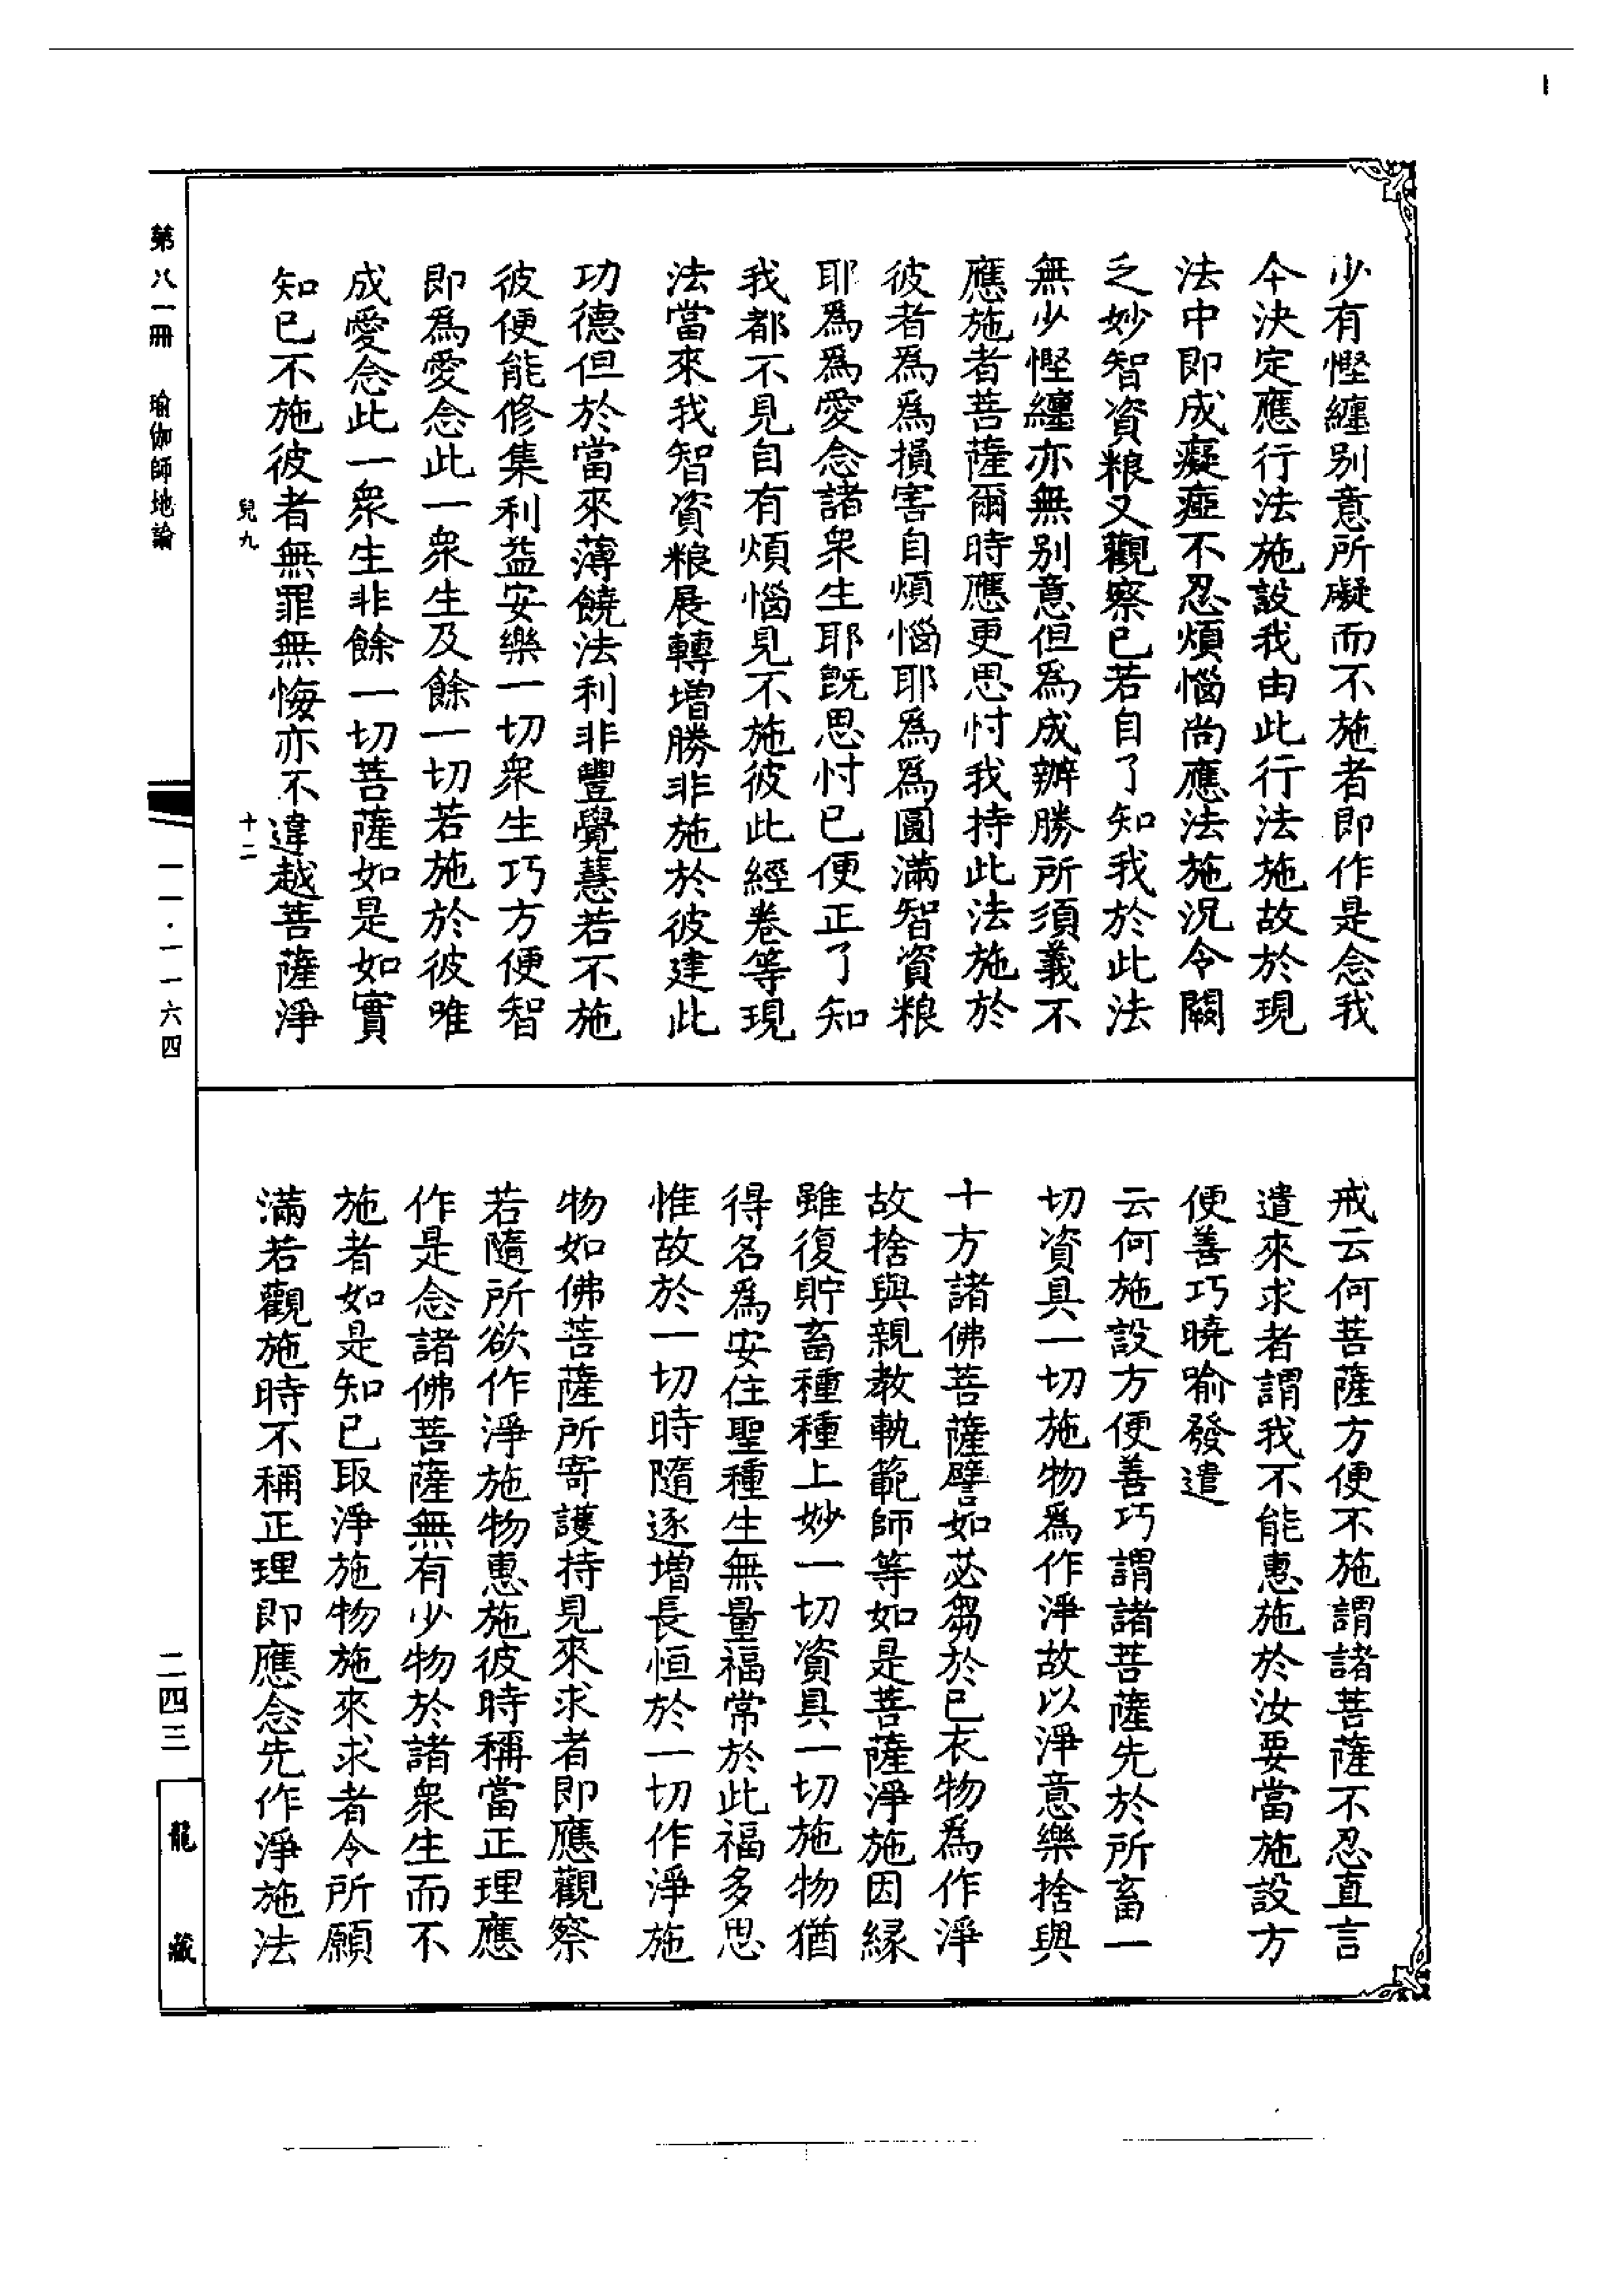 少有慳纏别意所礙而不施者即作是念我
今決定應行法施設我由此行法施故於現
法中即成癡瘂不忍煩惱尚應法施況令闕
乏妙智資粮又觀察已若自了知我於此法
無少慳纏亦無别意但爲成辦勝所須義不
應施者菩薩爾時應更思忖我持此法施於
彼者爲爲損害自煩惱耶爲爲圓滿智資粮
耶爲爲愛念諸衆生耶既思忖已便正了知
我都不見自有煩惱見不施彼此經卷等現
法當來我智資粮展轉增勝非施於彼建此
功德但於當來薄饒法利非豐覺慧若不施
彼便能修集利益安樂一切衆生巧方便智
即爲愛念此一衆生及餘一切若施於彼唯
成愛念此一衆生非餘一切菩薩如是如實
知已不施彼者無罪無悔亦不違越菩薩淨
兒九 十二
戒云何菩薩方便不施謂諸菩薩不忍直言
遣來求者謂我不能惠施於汝要當施設方
便善巧曉喻發遣
云何施設方便善巧謂諸菩薩先於所畜一
切資具一切施物爲作淨故以淨意樂捨與
十方諸佛菩薩譬如苾芻於已衣物爲作淨
故捨與親教軌範師等如是菩薩淨施因緣
雖復貯畜種種上妙一切資具一切施物猶
得名爲安住聖種生無量福常於此福多思
惟故於一切時隨逐增長恒於一切作淨施
物如佛菩薩所寄護持見來求者即應觀察
若隨所欲作淨施物惠施彼時稱當正理應
作是念諸佛菩薩無有少物於諸衆生而不
施者如是知已取淨施物施來求者令所願
滿若觀施時不稱正理即應念先作淨施法
第八一冊 瑜伽師地論
一一·一一六四
二四三
龍藏